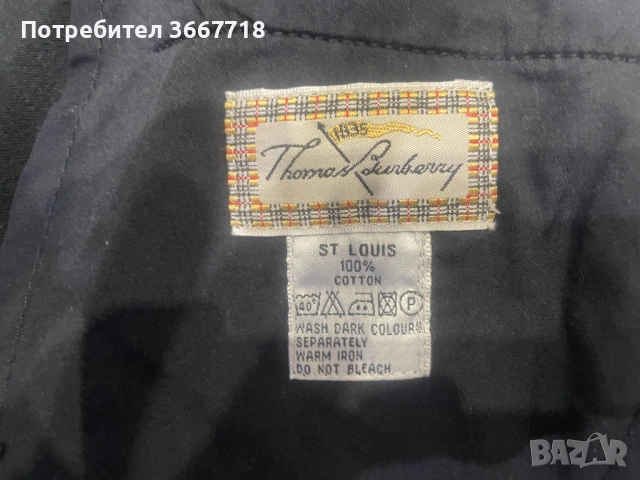 Потребител 3667718
1835
Thomas Burberry
ST LOUIS
100%
COTTON
40° P
WASH DARK COLOURS
SEPARATELY
WARM IRON
DO NOT BLEACH
BAZAR